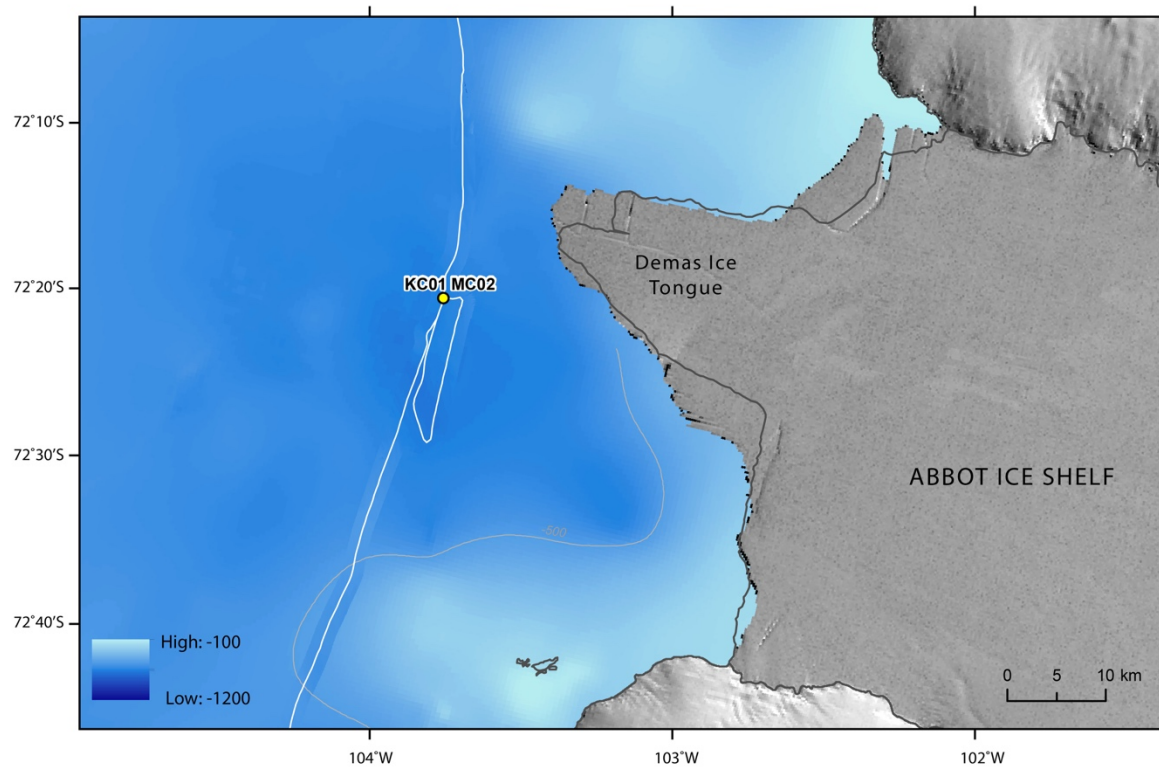 72°10'S
72°20'S
72°30'S
72°40'S
KC01 MC02
Demas Ice
Tongue
ABBOT ICE SHELF
-500
High: -100
Low: -1200
0 5 10 km
104°W
103°W
102°W